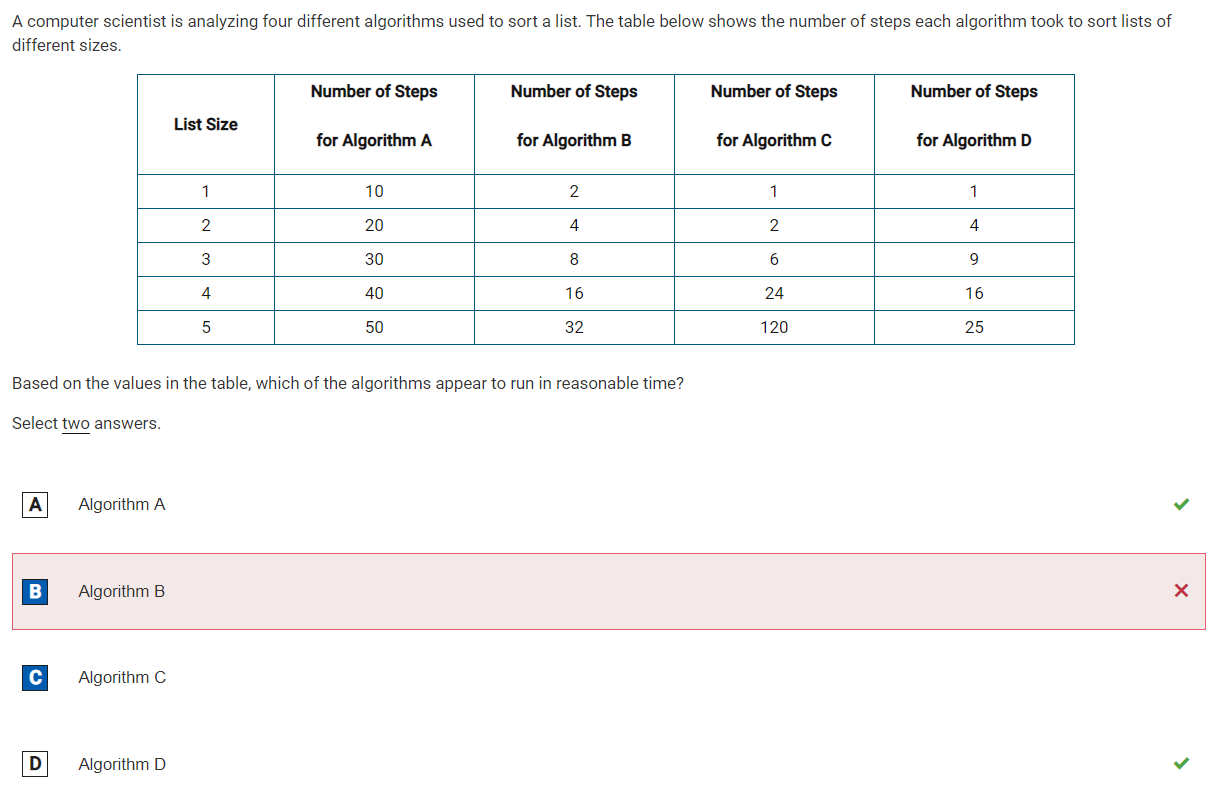 A computer scientist is analyzing four different algorithms used to sort a list. The table below shows the number of steps each algorithm took to sort lists of
different sizes.
List Size
Number of Steps
for Algorithm A
Number of Steps
for Algorithm B
Number of Steps
for Algorithm C
Number of Steps
for Algorithm D
1 10 2 1 1
2 20 4 2 4
3 30 8 6 9
4 40 16 24 16
5 50 32 120 25
Based on the values in the table, which of the algorithms appear to run in reasonable time?
Select two answers.
A Algorithm A
B Algorithm B
C Algorithm C
D Algorithm D